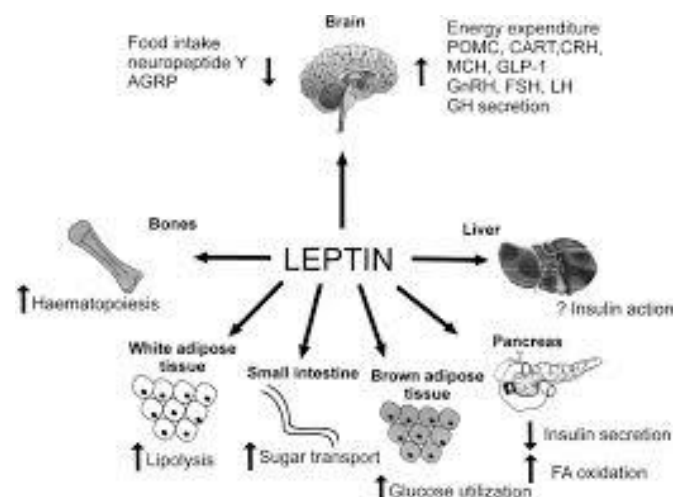 Brain
Food intake
neuropeptide Y
AGRP
Energy expenditure
POMC, CART,CRH,
MCH, GLP-1
GnRH, FSH, LH
GH secretion
Bones
Haematopoiesis
LEPTIN
Liver
? Insulin action
White adipose
tissue
Lipolysis
Small intestine
Sugar transport
Brown adipose
tissue
Glucose utilization
Pancreas
Insulin secretion
FA oxidation